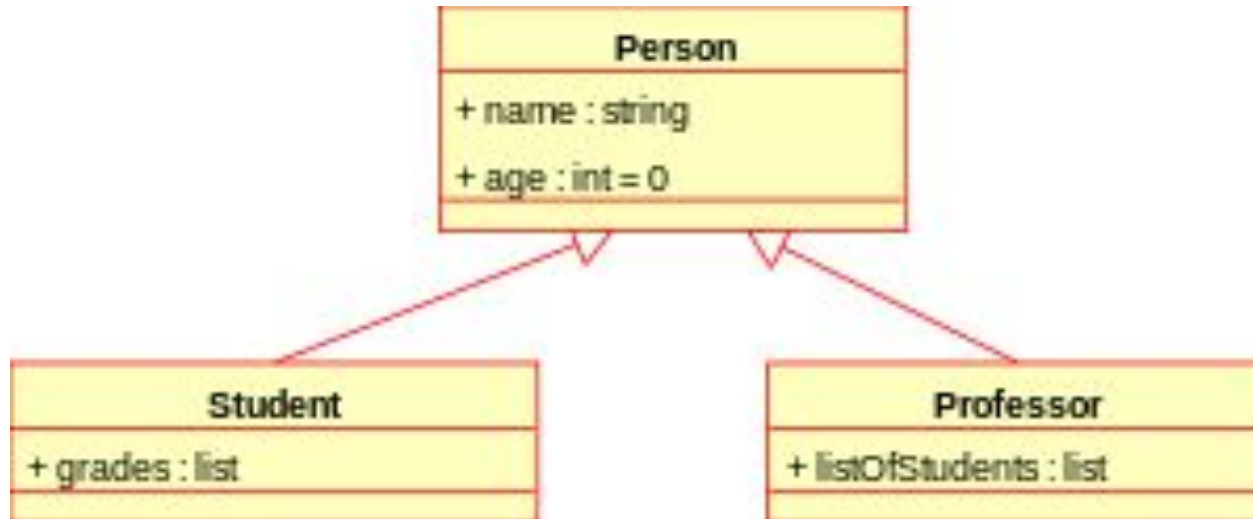 Person
+ name : string
+ age : int = 0
Student
+ grades : list
Professor
+ listOfStudents : list